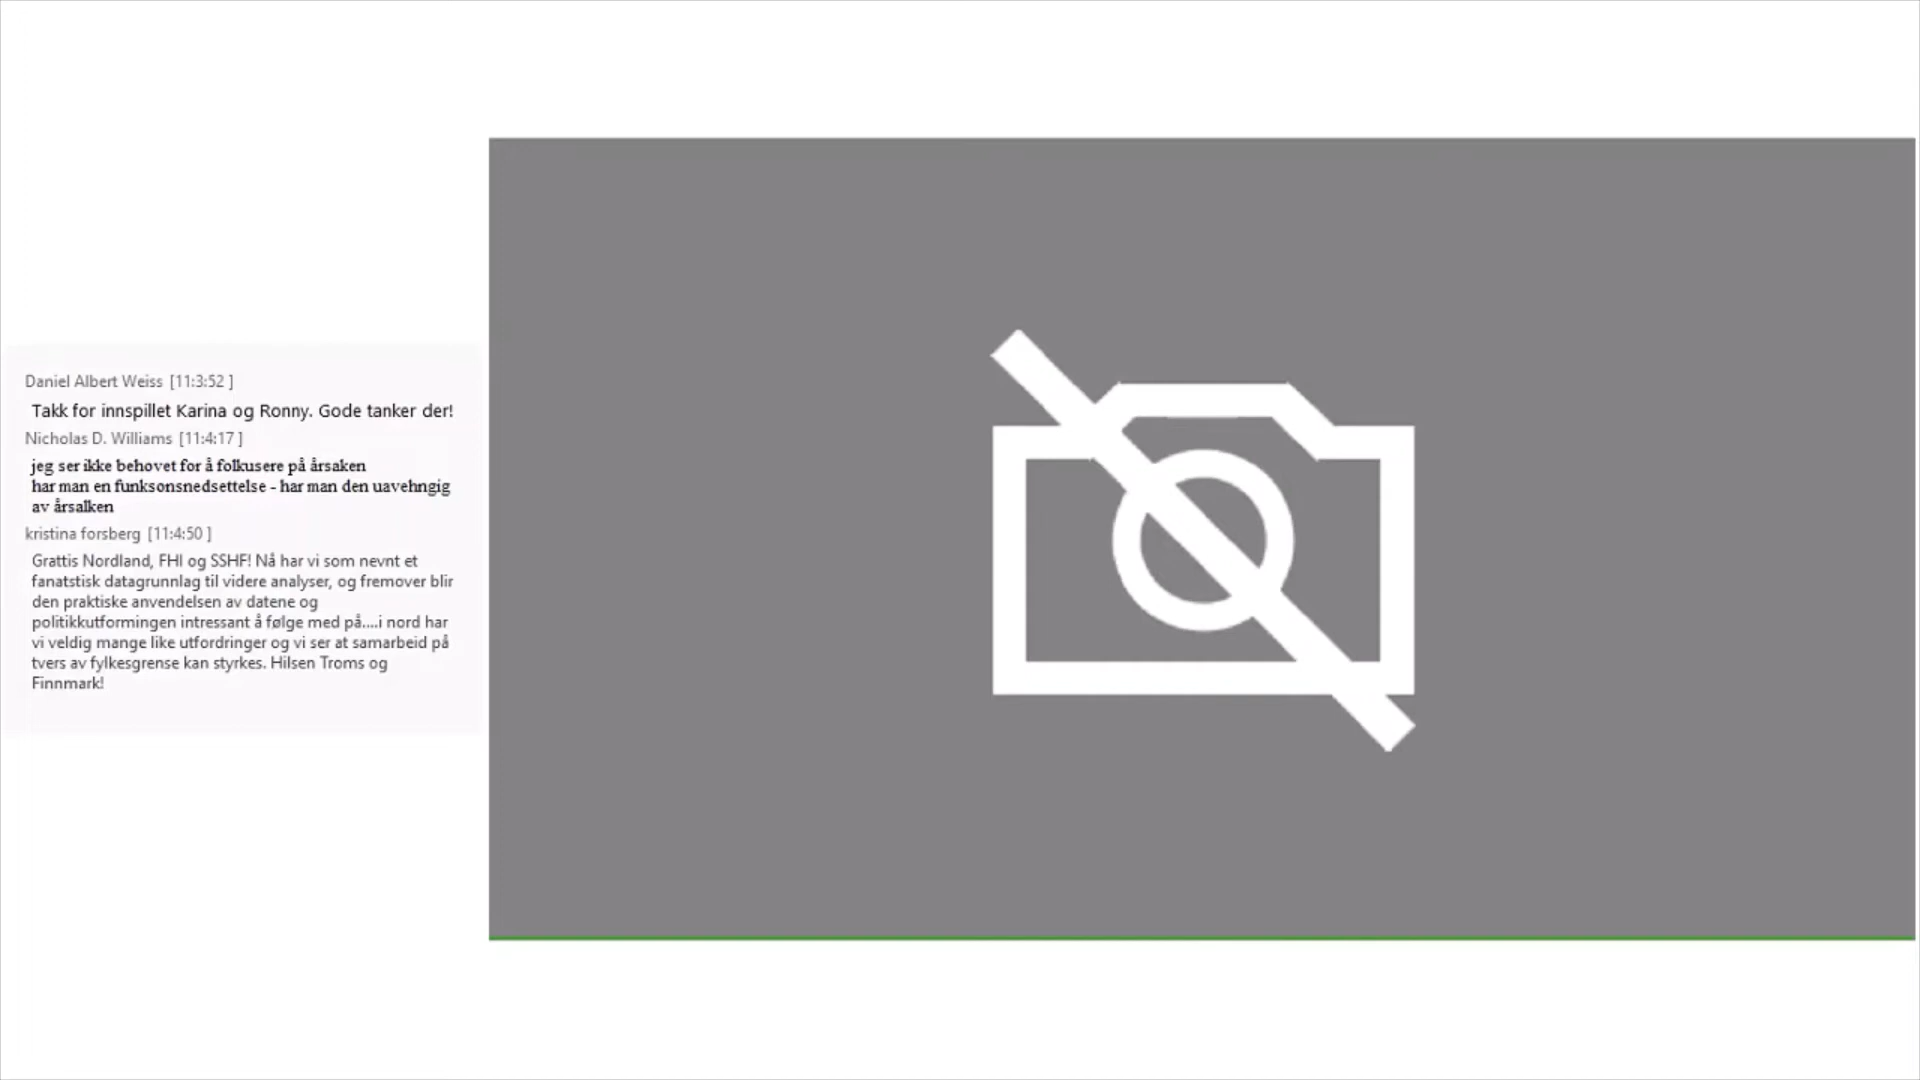 Daniel Albert Weiss [11:3:52 ]
Takk for innspillet Karina og Ronny. Gode tanker der!
Nicholas D. Williams [11:4:17 ]
jeg ser ikke behovet for å folkusere på årsaken
har man en funksonsnedsettelse - har man den uavehngig
av årsalken
kristina forsberg [11:4:50 ]
Grattis Nordland, FHI og SSHF! Nå har vi som nevnt et
fanatstisk datagrunnlag til videre analyser, og fremover blir
den praktiske anvendelsen av datene og
politikkutformingen intressant å følge med på....i nord har
vi veldig mange like utfordringer og vi ser at samarbeid på
tvers av fylkesgrense kan styrkes. Hilsen Troms og
Finnmark!